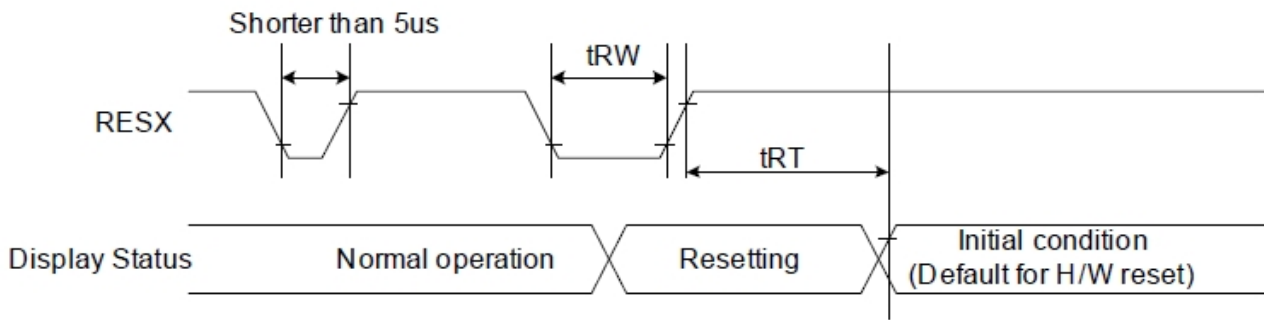 Shorter than 5us
tRW
RESX
tRT
Display Status
Normal operation
Resetting
Initial condition
(Default for H/W reset)